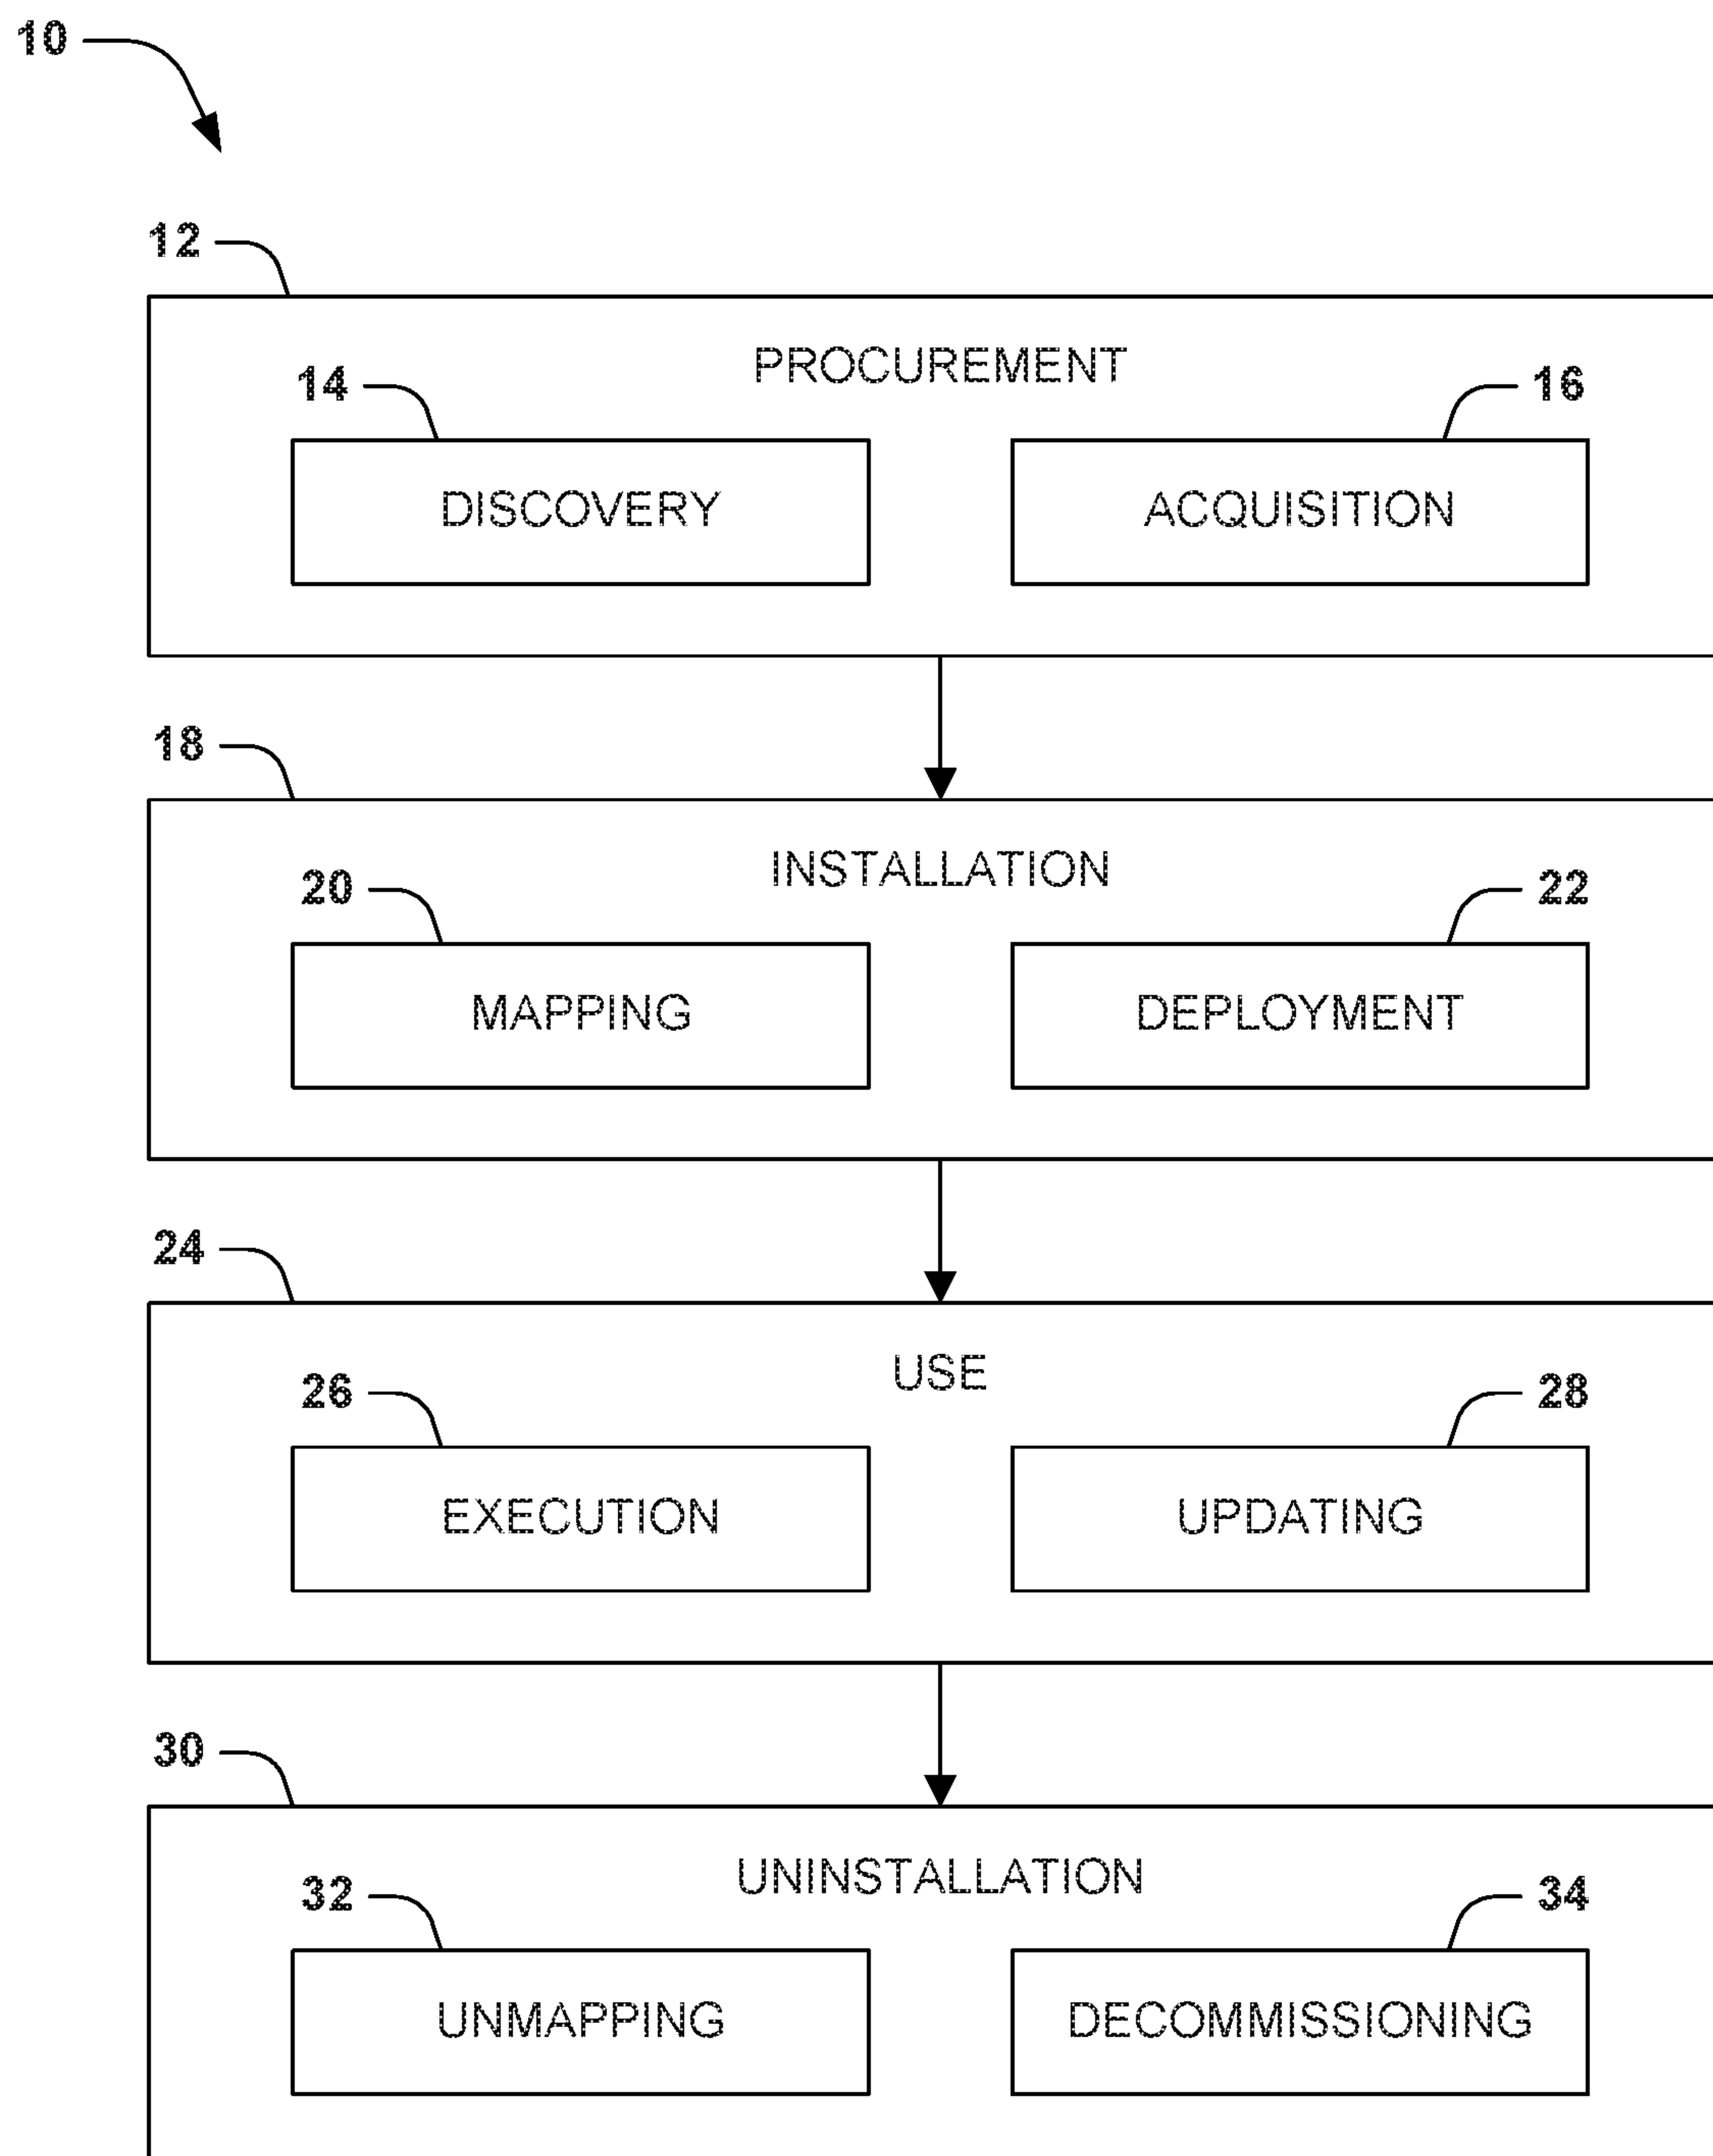 10
12
PROCUREMENT
14
16
DISCOVERY
ACQUISITION
18
INSTALLATION
20
22
MAPPING
DEPLOYMENT
24
USE
26
28
EXECUTION
UPDATING
30
UNINSTALLATION
32
34
UNMAPPING
DECOMMISSIONING